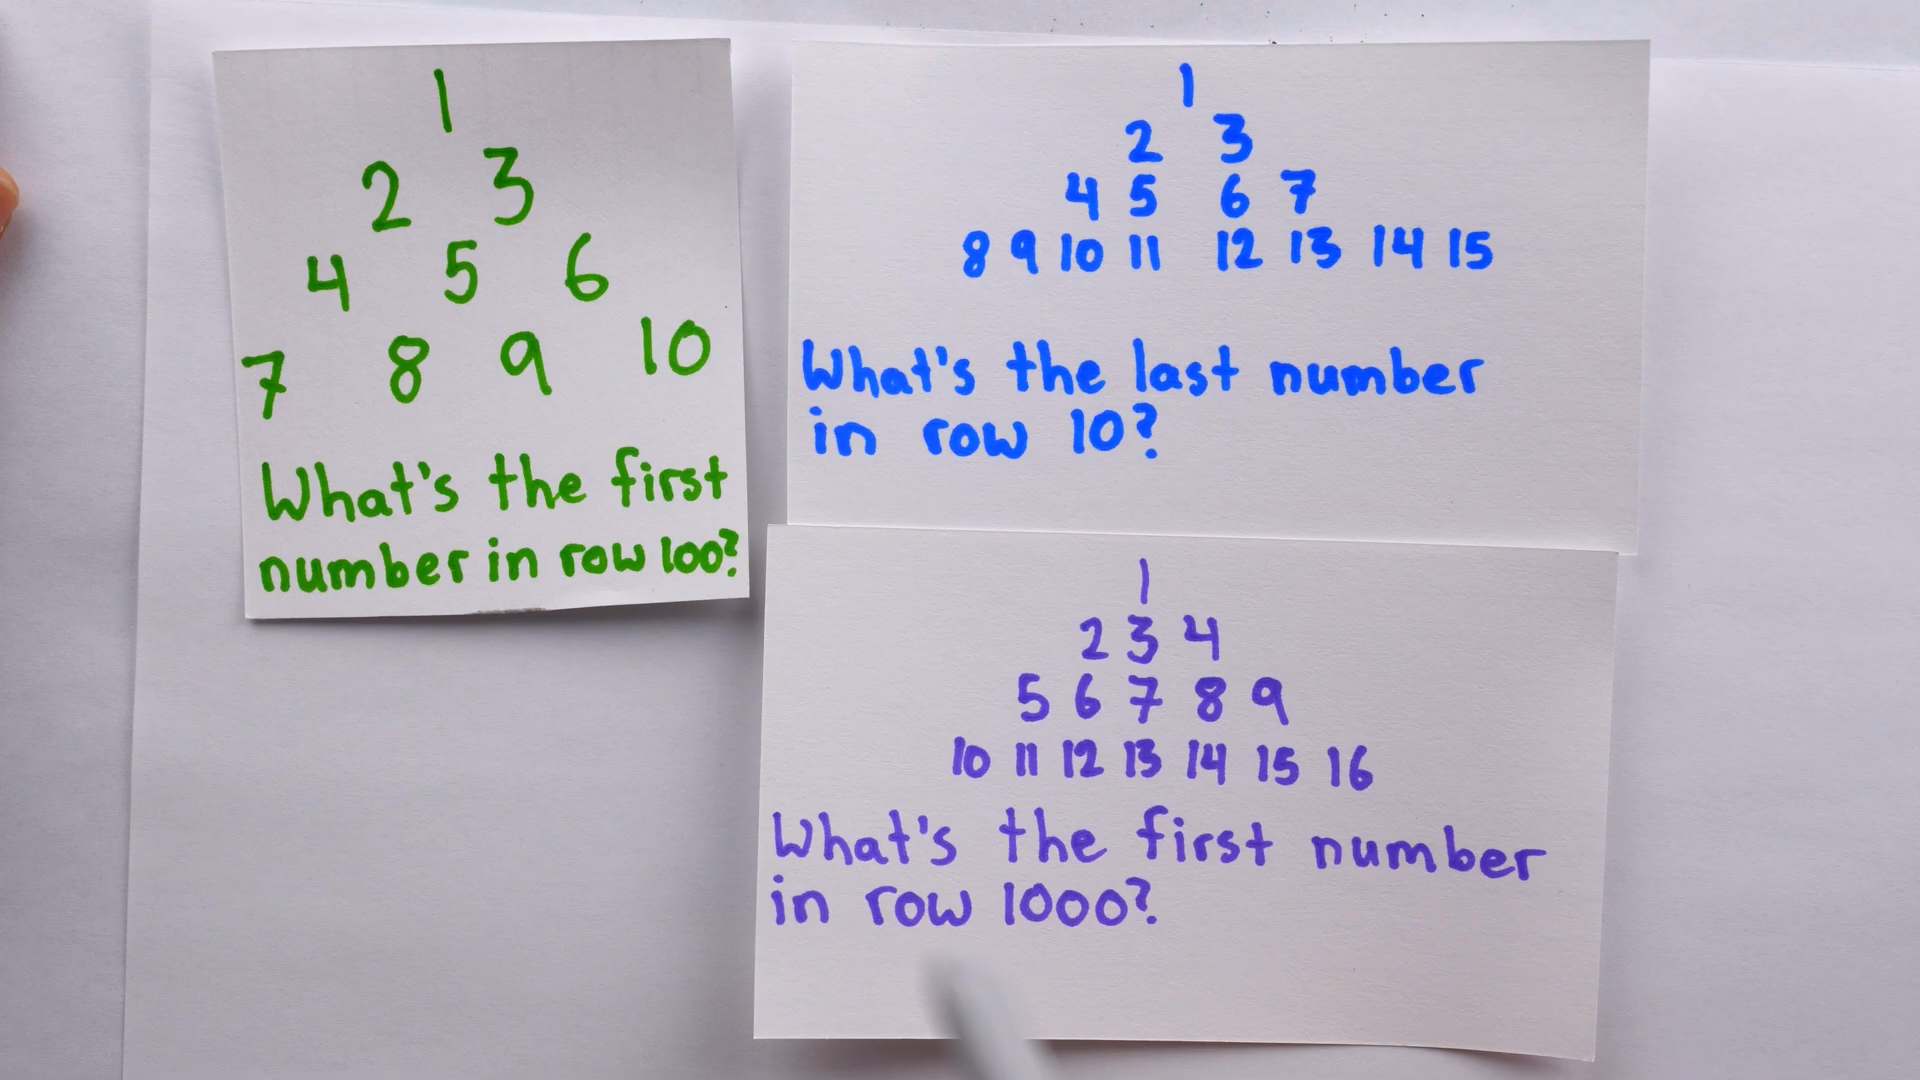 1
2 3
4 5 6
7 8 9 10
What's the first
number in row 100?
1
2 3
4 5 6 7
8 9 10 11 12 13 14 15
What's the last number
in row 10?
1
2 3 4
5 6 7 8 9
10 11 12 13 14 15 16
What's the first number
in row 1000?